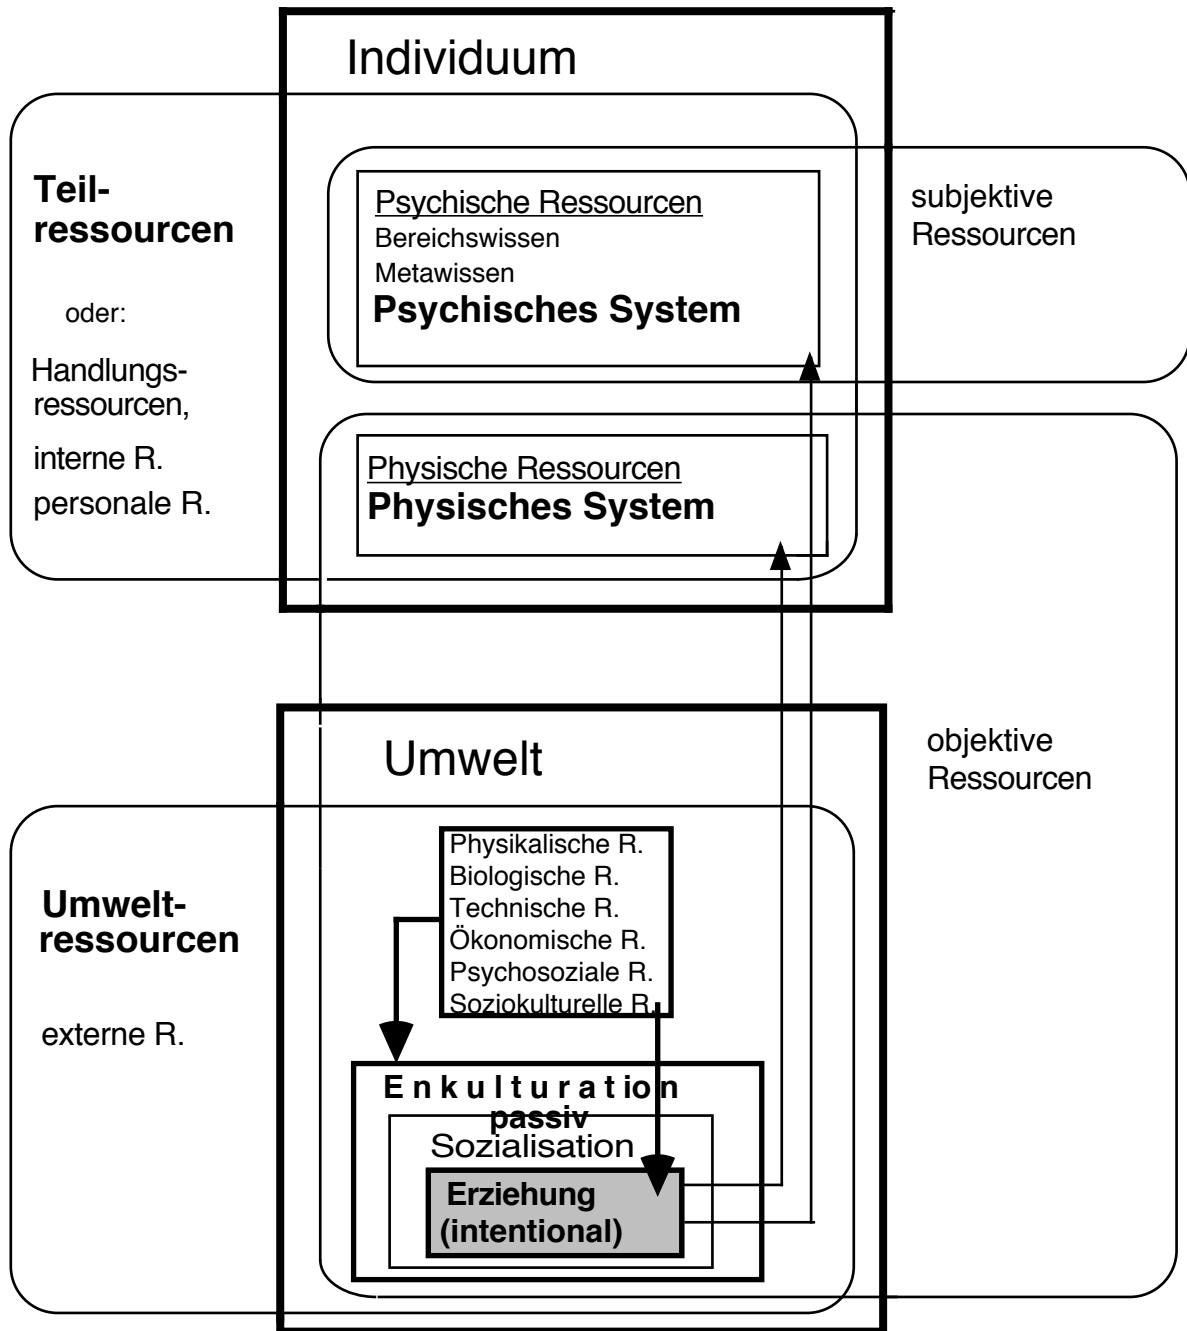 Individuum
Teil-
ressourcen
oder:
Handlungs-
ressourcen,
interne R.
personale R.
Psychische Ressourcen
Bereichswissen
Metawissen
Psychisches System
subjektive
Ressourcen
Physische Ressourcen
Physisches System
Umwelt
objektive
Ressourcen
Umwelt-
ressourcen
externe R.
Physikalische R.
Biologische R.
Technische R.
Ökonomische R.
Psychosoziale R.
Soziokulturelle R.
Enkulturation
passiv
Sozialisation
Erziehung
(intentional)